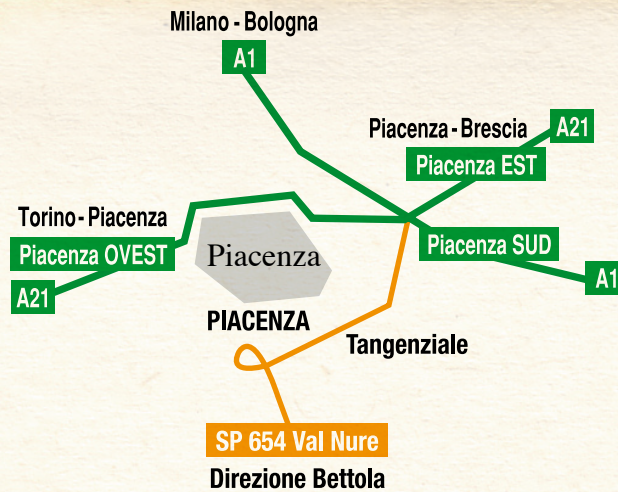 Milano - Bologna
A1
Piacenza - Brescia
A21
Piacenza EST
Torino - Piacenza
Piacenza OVEST
A21
Piacenza
Piacenza SUD
A1
PIACENZA
Tangenziale
SP 654 Val Nure
Direzione Bettola